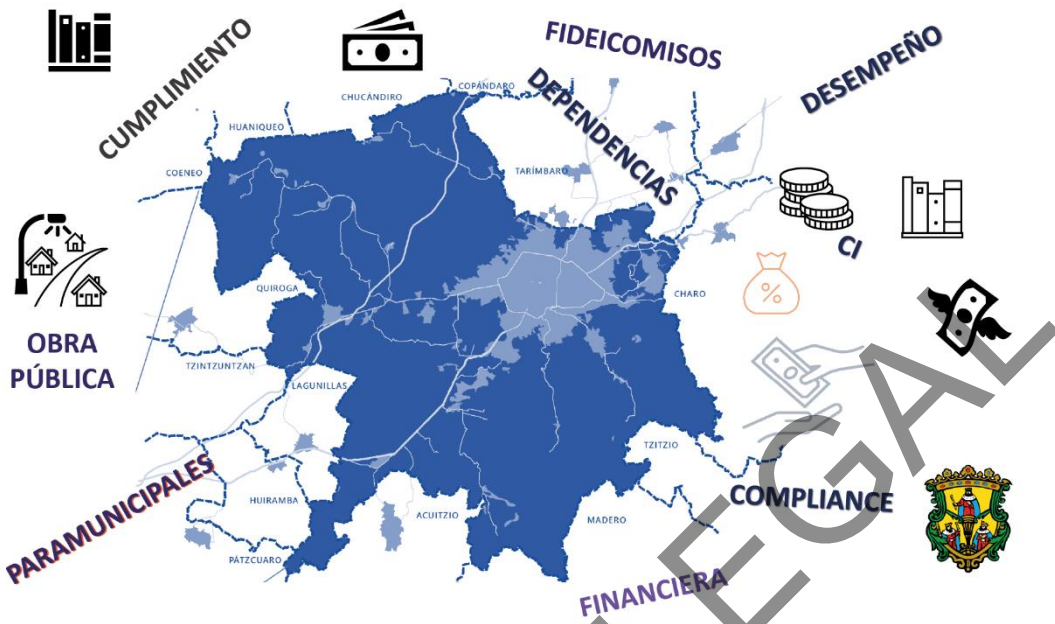 CUMPLIMIENTO
FIDEICOMISOS
DESEMPEÑO
DEPENDENCIAS
COPÁNDARO
CHUCÁNDIRO
HUANIQUEO
COENEO
TARÍMBARO
CI
QUIROGA
CHARO
OBRA
PÚBLICA
TZINTZUNTZAN
LAGUNILLAS
TZITZIO
PARAMUNICIPALES
COMPLIANCE
HUIRAMBA
ACUITZIO
MADERO
PÁTZCUARO
FINANCIERA
EGAL